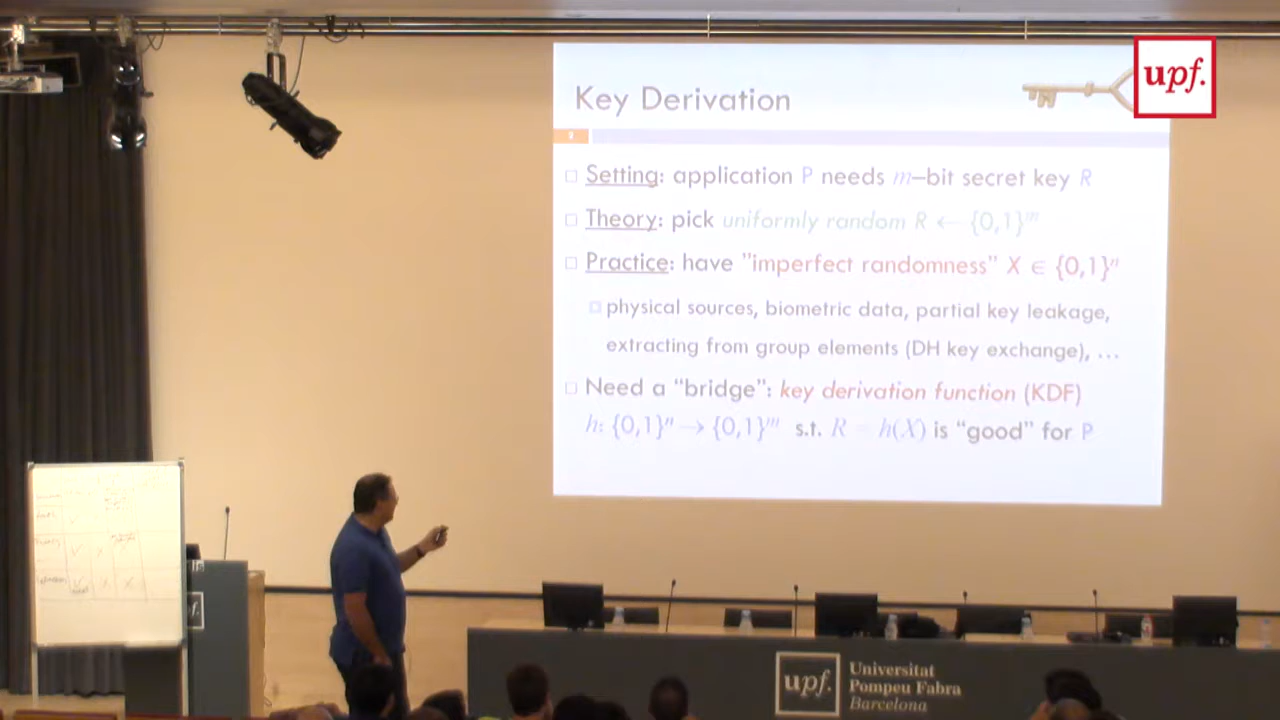 upf.
Key Derivation
Setting: application P needs m–bit secret key R
Theory: pick uniformly random R ← {0,1}ᵐ
Practice: have "imperfect randomness" X ∈ {0,1}ⁿ
physical sources, biometric data, partial key leakage,
extracting from group elements (DH key exchange), …
Need a "bridge": key derivation function (KDF)
h: {0,1}ⁿ → {0,1}ᵐ s.t. R = h(X) is "good" for P
upf.
Universitat
Pompeu Fabra
Barcelona